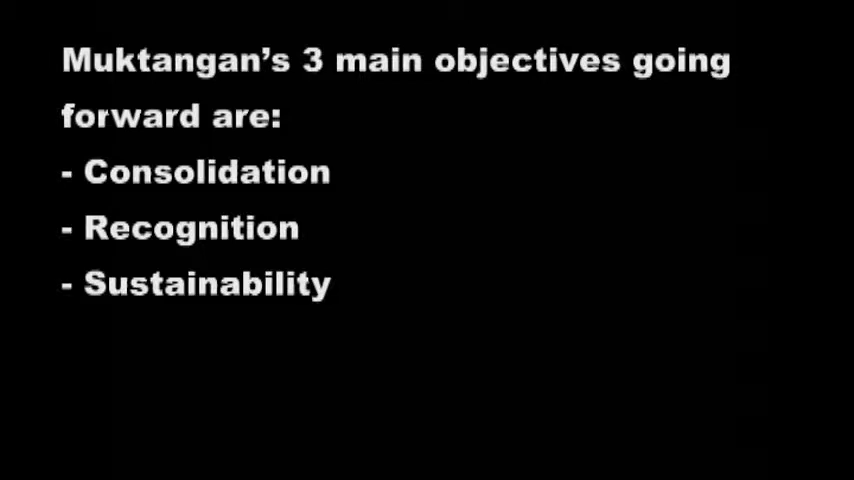 Muktangan’s 3 main objectives going
forward are:
- Consolidation
- Recognition
- Sustainability